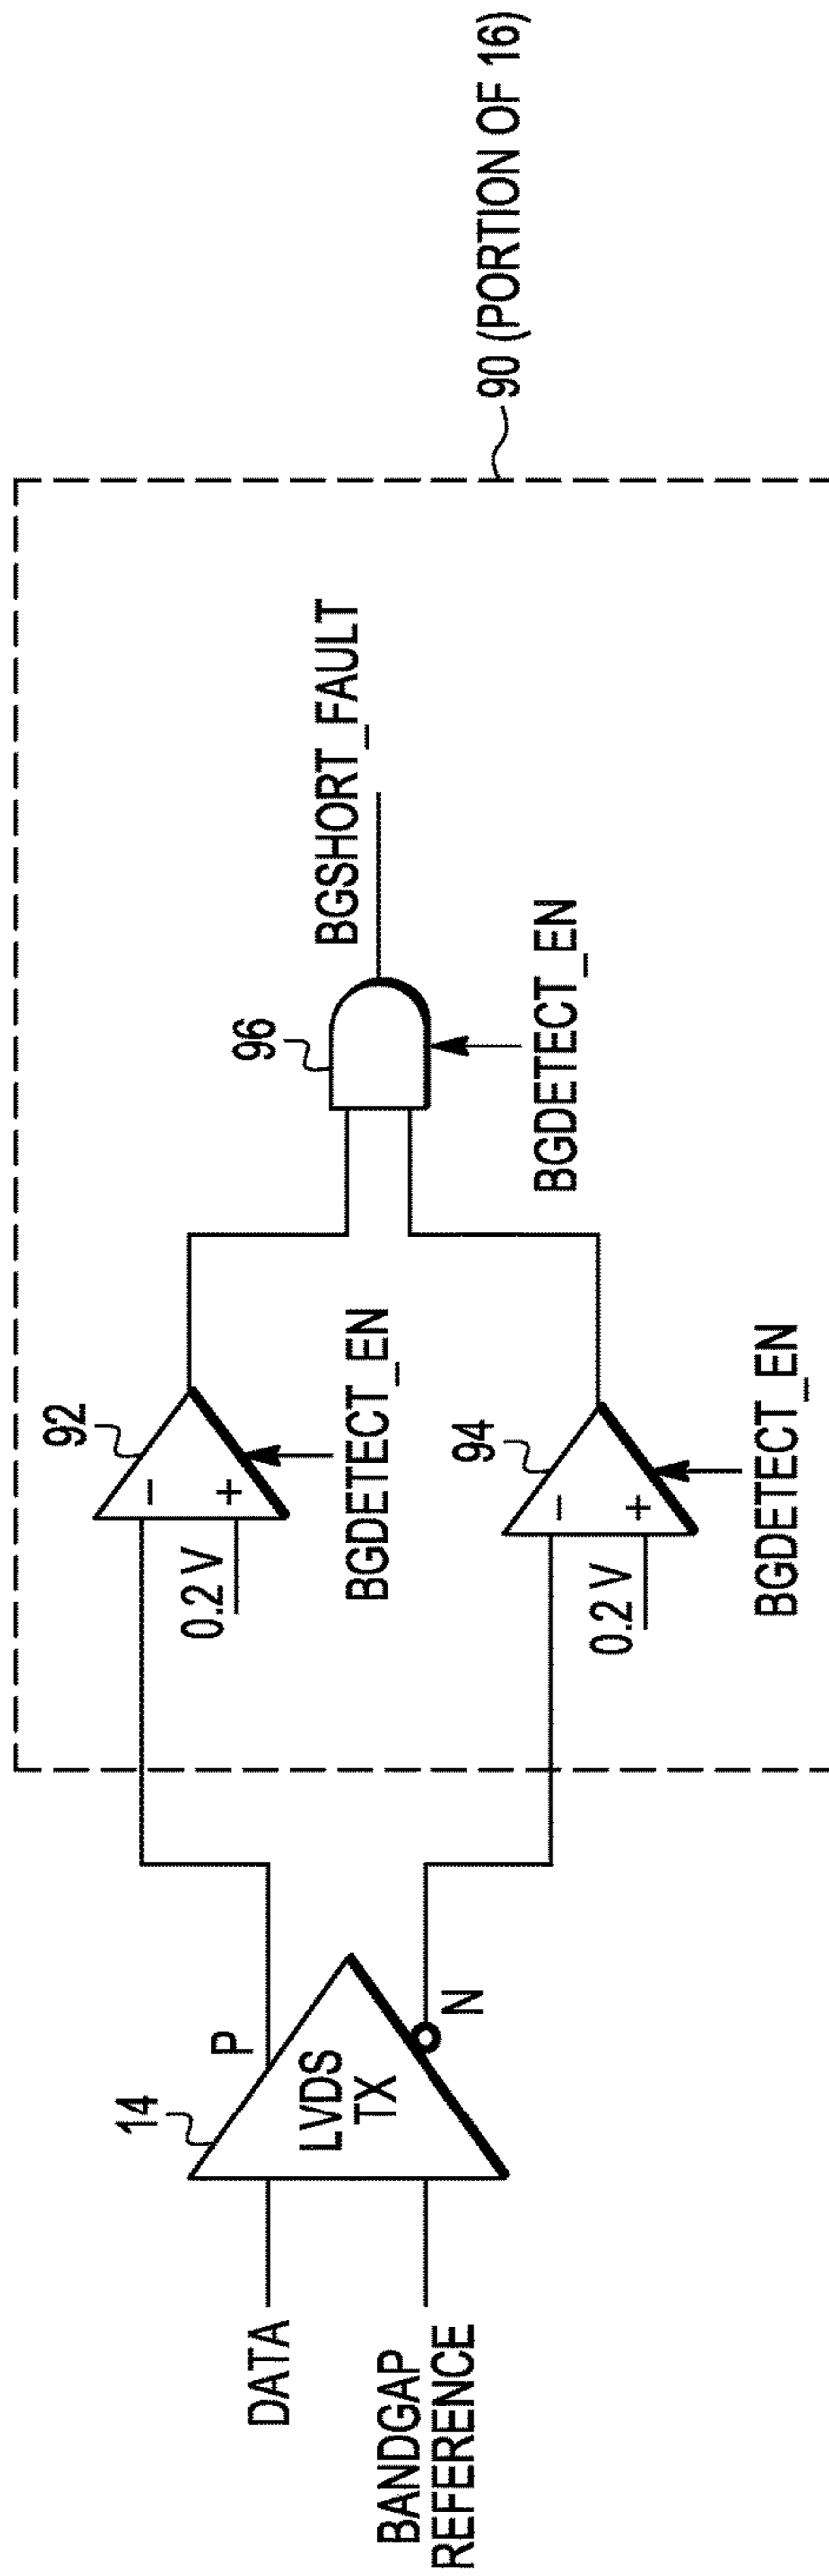 90 (PORTION OF 16)
14
P
LVDS
TX
N
DATA
BANDGAP
REFERENCE
92
−
+
0.2 V
BGDETECT_EN
94
−
+
0.2 V
BGDETECT_EN
96
BGSHORT_FAULT
BGDETECT_EN